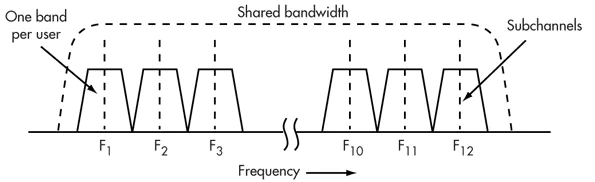 Shared bandwidth
One band
per user
Subchannels
F1 F2 F3 F10 F11 F12
Frequency